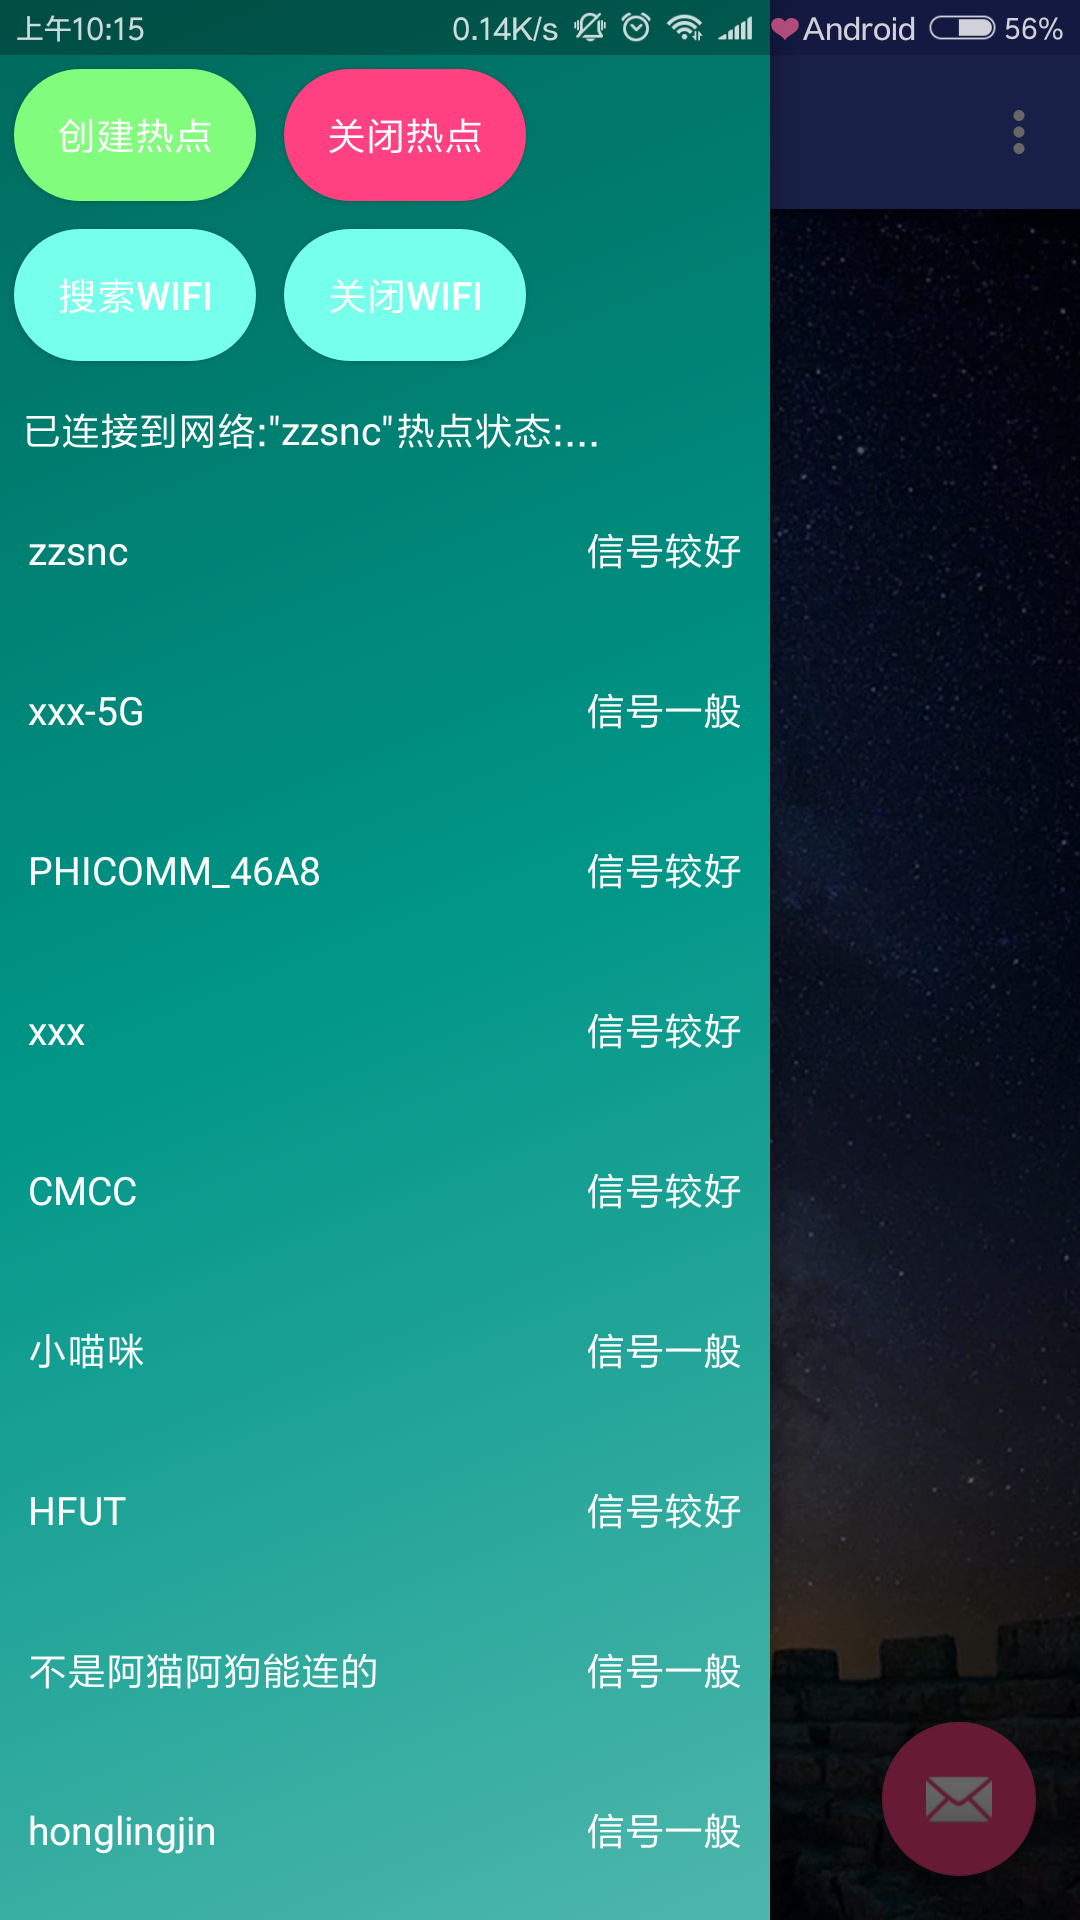 上午10:15 0.14K/s Android 56%
创建热点 关闭热点
搜索WIFI 关闭WIFI
已连接到网络:"zzsnc"热点状态:...
zzsnc 信号较好
xxx-5G 信号一般
PHICOMM_46A8 信号较好
xxx 信号较好
CMCC 信号较好
小喵咪 信号一般
HFUT 信号较好
不是阿猫阿狗能连的 信号一般
honglingjin 信号一般